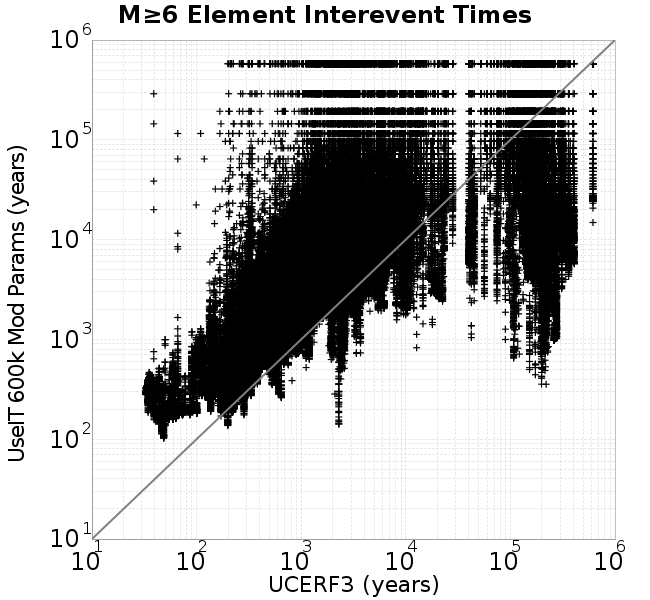 M≥6 Element Interevent Times
UseIT 600k Mod Params (years)
10^6
10^5
10^4
10^3
10^2
10^1
10^1 10^2 10^3 10^4 10^5 10^6
UCERF3 (years)